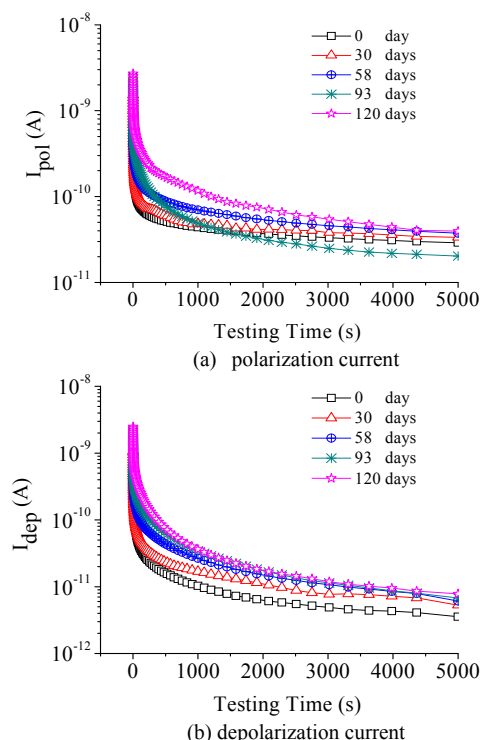 0 day
30 days
58 days
93 days
120 days
10⁻⁸
10⁻⁹
10⁻¹⁰
10⁻¹¹
I_pol (A)
0 1000 2000 3000 4000 5000
Testing Time (s)
(a) polarization current
0 day
30 days
58 days
93 days
120 days
10⁻⁸
10⁻⁹
10⁻¹⁰
10⁻¹¹
10⁻¹²
I_dep (A)
0 1000 2000 3000 4000 5000
Testing Time (s)
(b) depolarization current